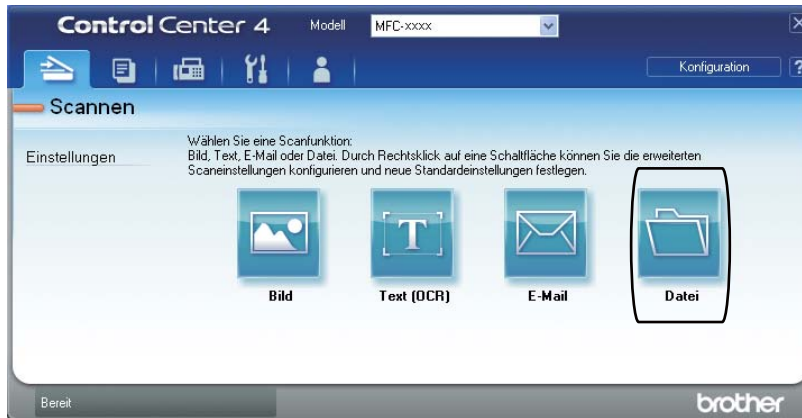 Control Center 4 Modell MFC-xxxx
Konfiguration ?
Scannen
Einstellungen
Wählen Sie eine Scanfunktion:
Bild, Text, E-Mail oder Datei. Durch Rechtsklick auf eine Schaltfläche können Sie die erweiterten
Scaneinstellungen konfigurieren und neue Standardeinstellungen festlegen.
T
Bild Text (OCR) E-Mail Datei
Bereit brother